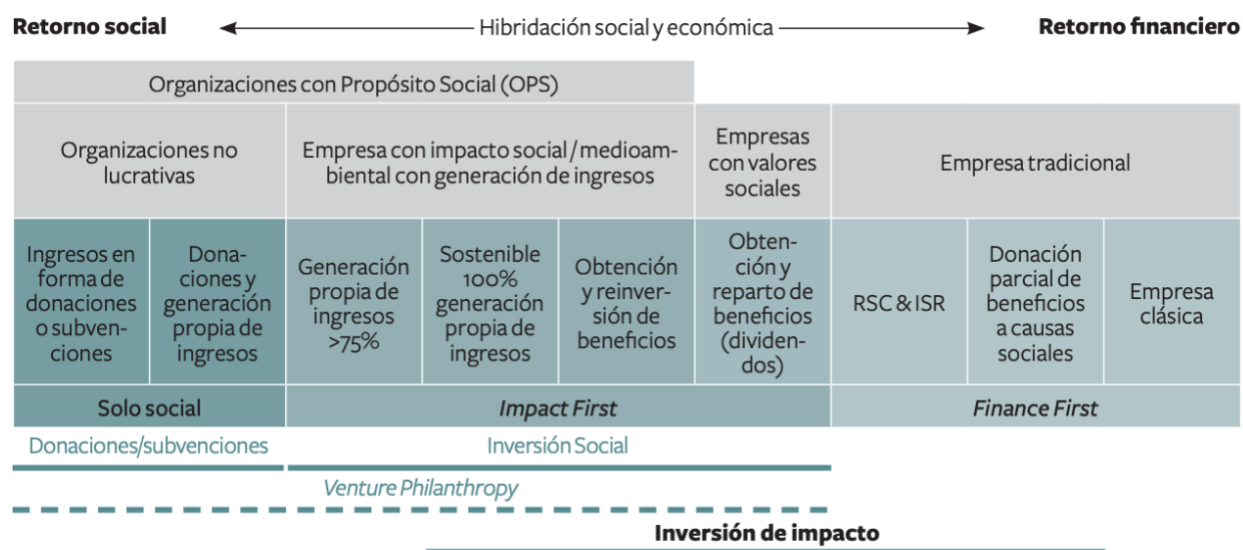 Retorno social
Hibridación social y económica
Retorno financiero
Organizaciones con Propósito Social (OPS)
Organizaciones no
lucrativas
Empresa con impacto social / medioam-
biental con generación de ingresos
Empresas
con valores
sociales
Empresa tradicional
Ingresos en
forma de
donaciones
o subven-
ciones
Dona-
ciones y
generación
propia de
ingresos
Generación
propia de
ingresos
>75%
Sostenible
100%
generación
propia de
ingresos
Obtención
y reinver-
sión de
beneficios
Obten-
ción y
reparto de
beneficios
(dividen-
dos)
RSC & ISR
Donación
parcial de
beneficios
a causas
sociales
Empresa
clásica
Solo social
Impact First
Finance First
Donaciones/subvenciones
Inversión Social
Venture Philanthropy
Inversión de impacto